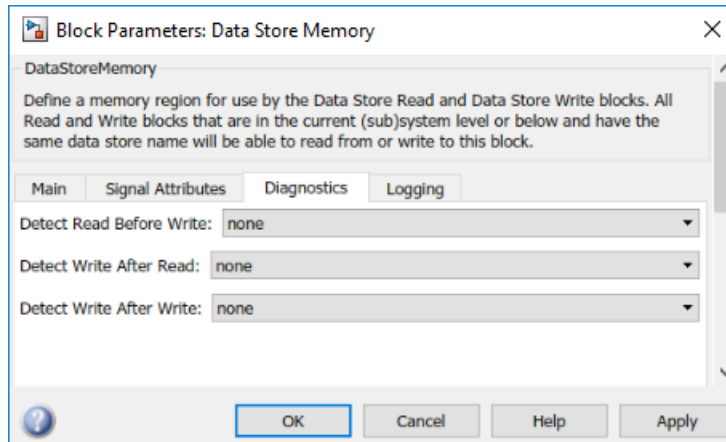 Block Parameters: Data Store Memory
DataStoreMemory
Define a memory region for use by the Data Store Read and Data Store Write blocks. All
Read and Write blocks that are in the current (sub)system level or below and have the
same data store name will be able to read from or write to this block.
Main Signal Attributes Diagnostics Logging
Detect Read Before Write: none
Detect Write After Read: none
Detect Write After Write: none
OK Cancel Help Apply